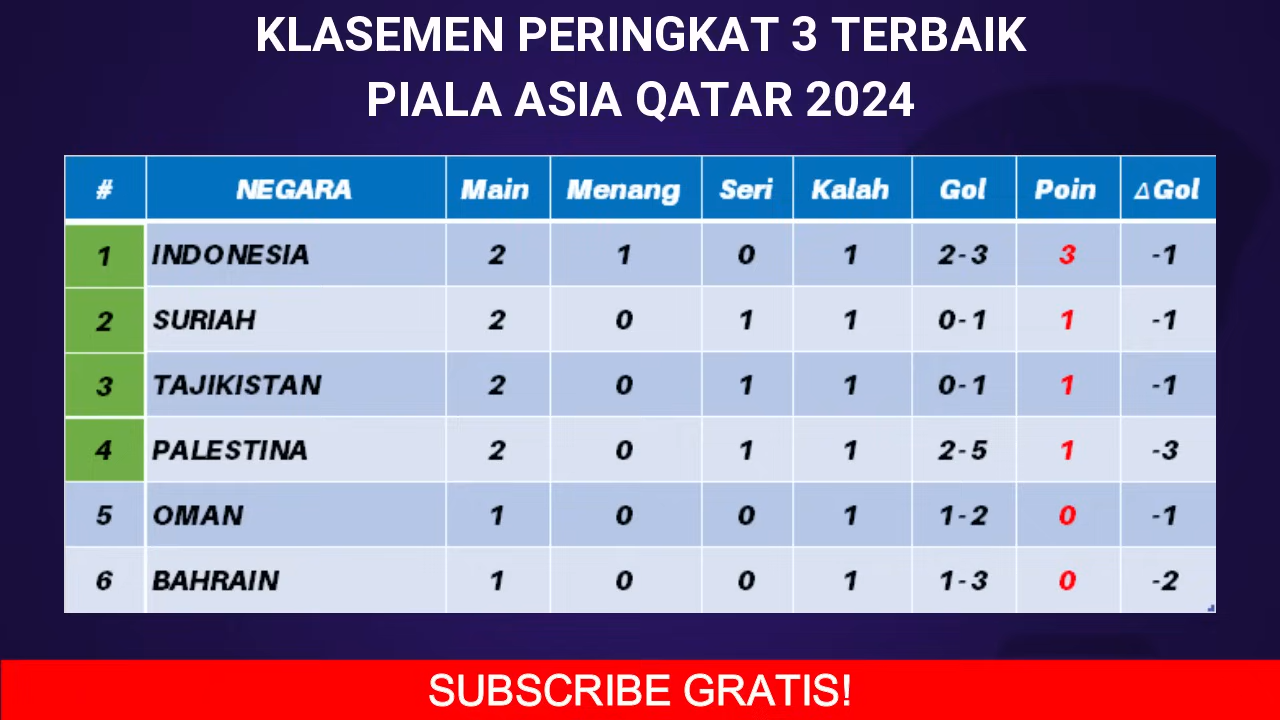 KLASEMEN PERINGKAT 3 TERBAIK
PIALA ASIA QATAR 2024
# NEGARA Main Menang Seri Kalah Gol Poin ΔGol
1 INDONESIA 2 1 0 1 2-3 3 -1
2 SURIAH 2 0 1 1 0-1 1 -1
3 TAJIKISTAN 2 0 1 1 0-1 1 -1
4 PALESTINA 2 0 1 1 2-5 1 -3
5 OMAN 1 0 0 1 1-2 0 -1
6 BAHRAIN 1 0 0 1 1-3 0 -2
SUBSCRIBE GRATIS!